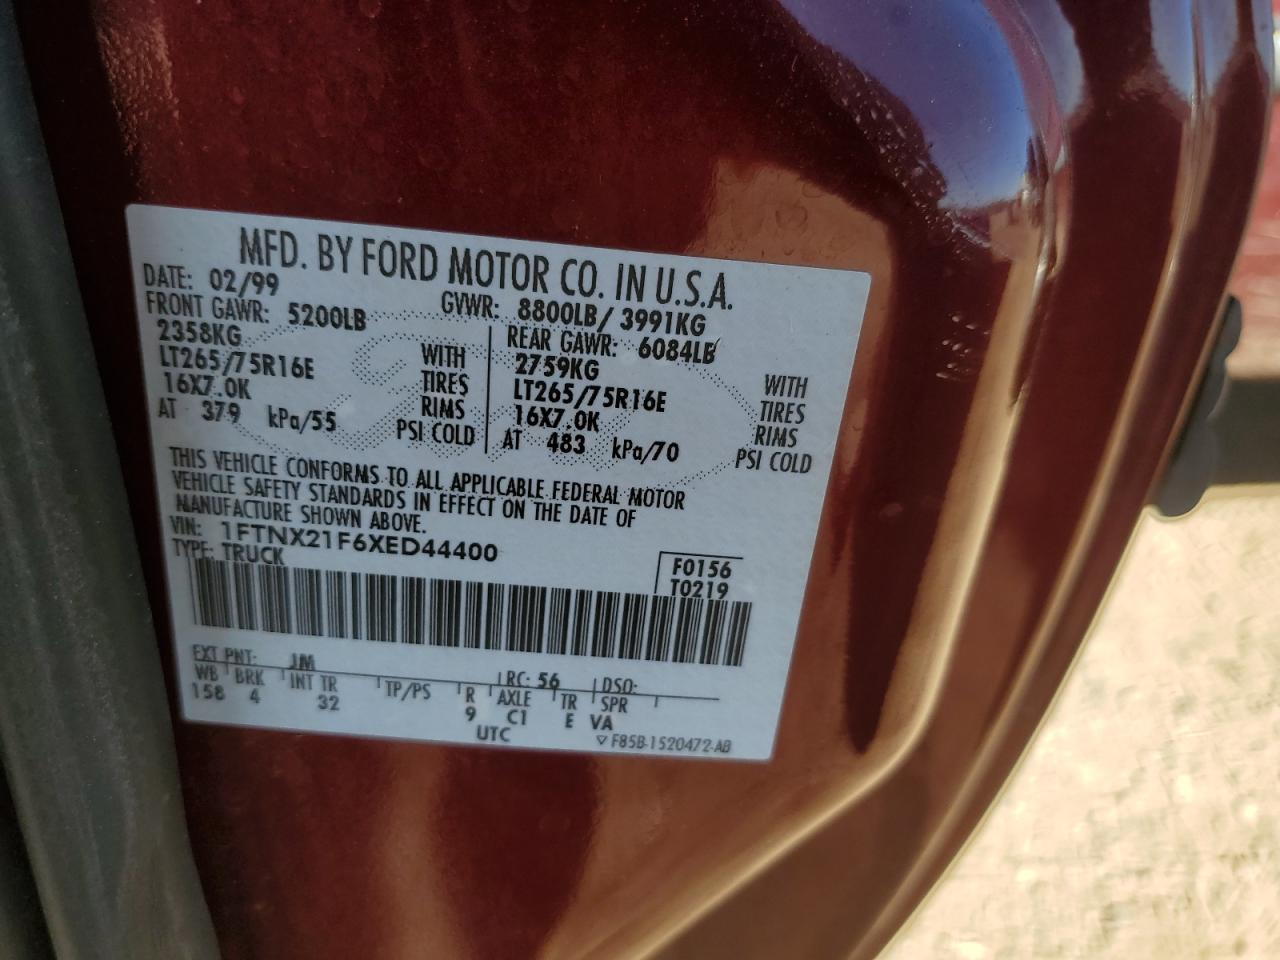 MFD. BY FORD MOTOR CO. IN U.S.A.
DATE: 02/99 GVWR: 8800LB/ 3991KG
FRONT GAWR: 5200LB REAR GAWR: 6084LB
2358KG WITH 2759KG WITH
LT265/75R16E TIRES LT265/75R16E TIRES
16X7.0K RIMS 16X7.0K RIMS
AT 379 kPa/55 PSI COLD AT 483 kPa/70 PSI COLD
THIS VEHICLE CONFORMS TO ALL APPLICABLE FEDERAL MOTOR
VEHICLE SAFETY STANDARDS IN EFFECT ON THE DATE OF
MANUFACTURE SHOWN ABOVE.
VIN: 1FTNX21F6XED44400
TYPE: TRUCK F0156
T0219
EXT PNT: JM RC: 56 DSO:
WB BRK INT TR TP/PS R AXLE TR SPR
158 4 32 9 C1 E VA
UTC ▽ F85B-1520472-AB